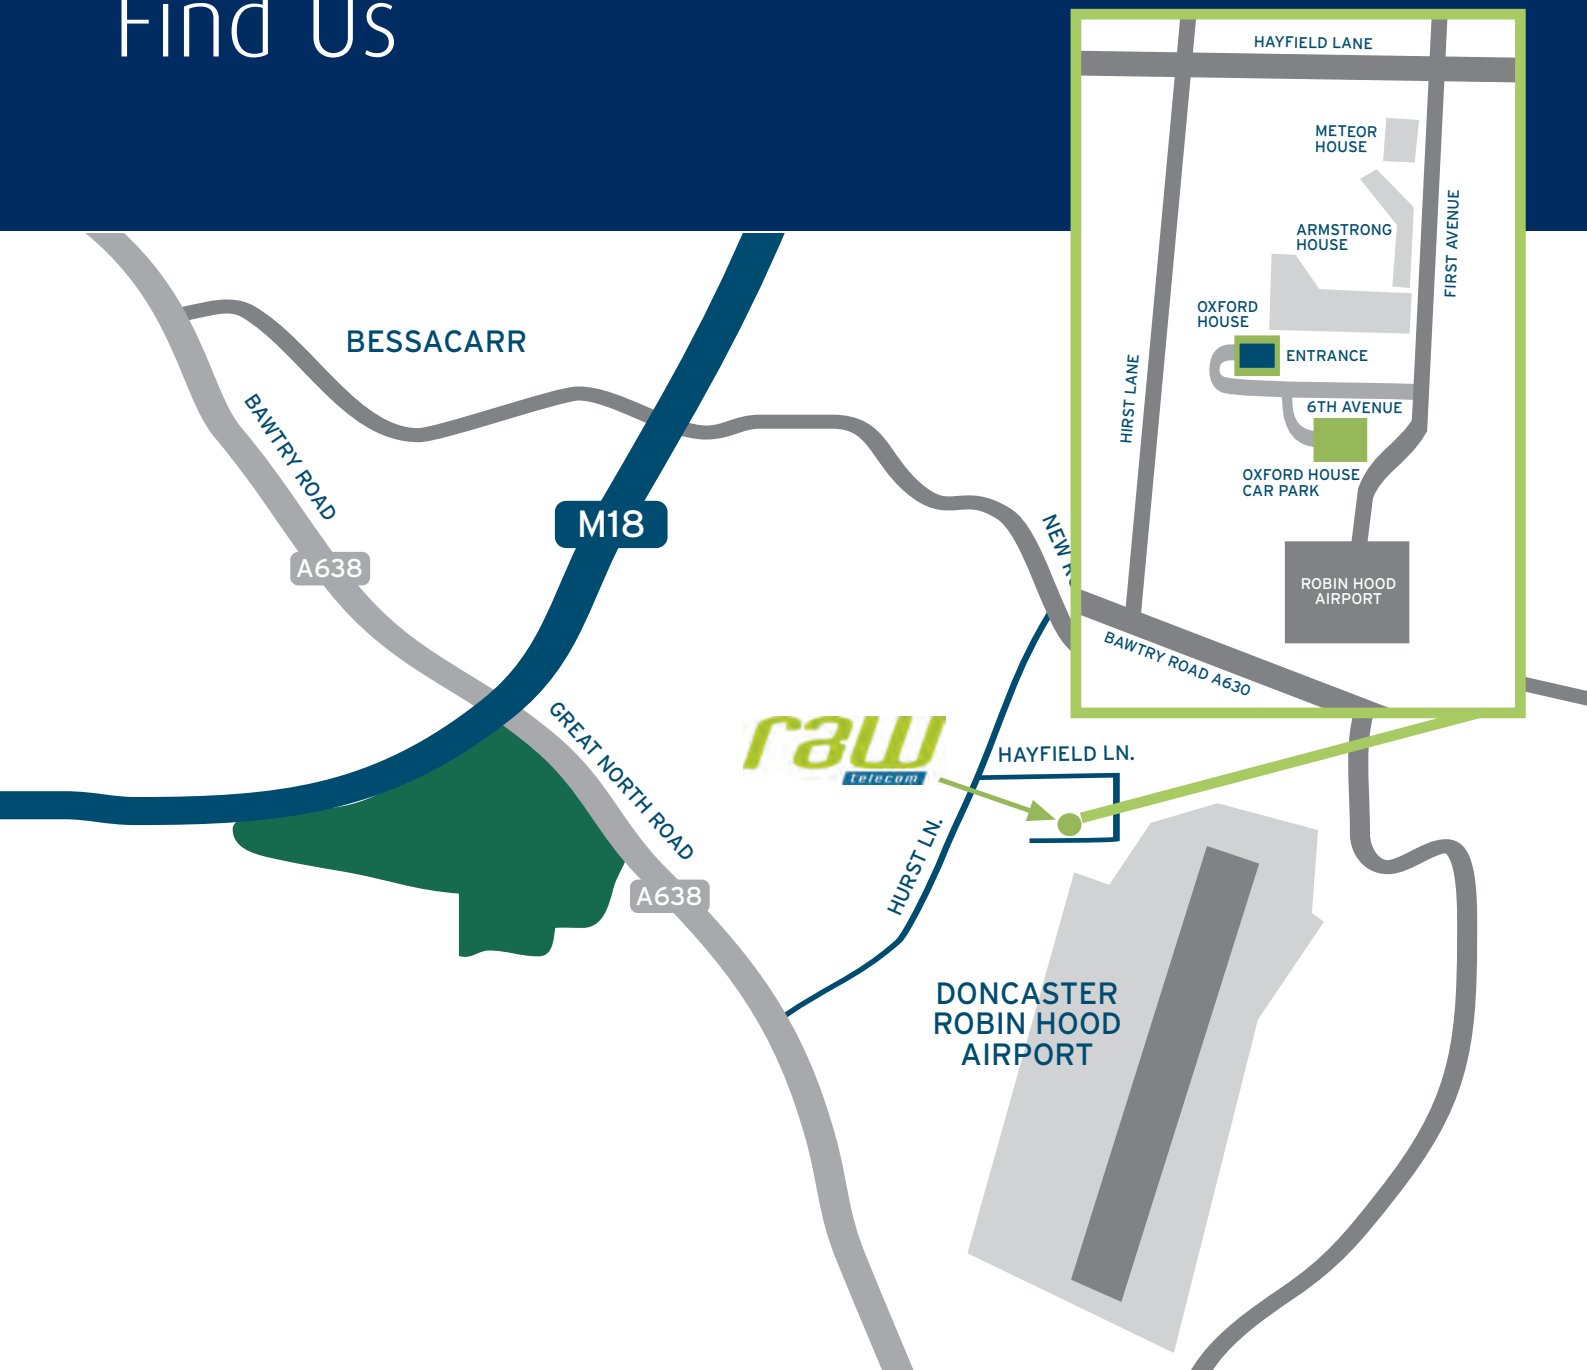 Find Us
HAYFIELD LANE
METEOR
HOUSE
FIRST AVENUE
ARMSTRONG
HOUSE
OXFORD
HOUSE
ENTRANCE
HIRST LANE
6TH AVENUE
OXFORD HOUSE
CAR PARK
ROBIN HOOD
AIRPORT
BAWTRY ROAD A630
BESSACARR
BAWTRY ROAD
M18
A638
NEW
GREAT NORTH ROAD
raw
telecom
HAYFIELD LN.
HURST LN.
A638
DONCASTER
ROBIN HOOD
AIRPORT